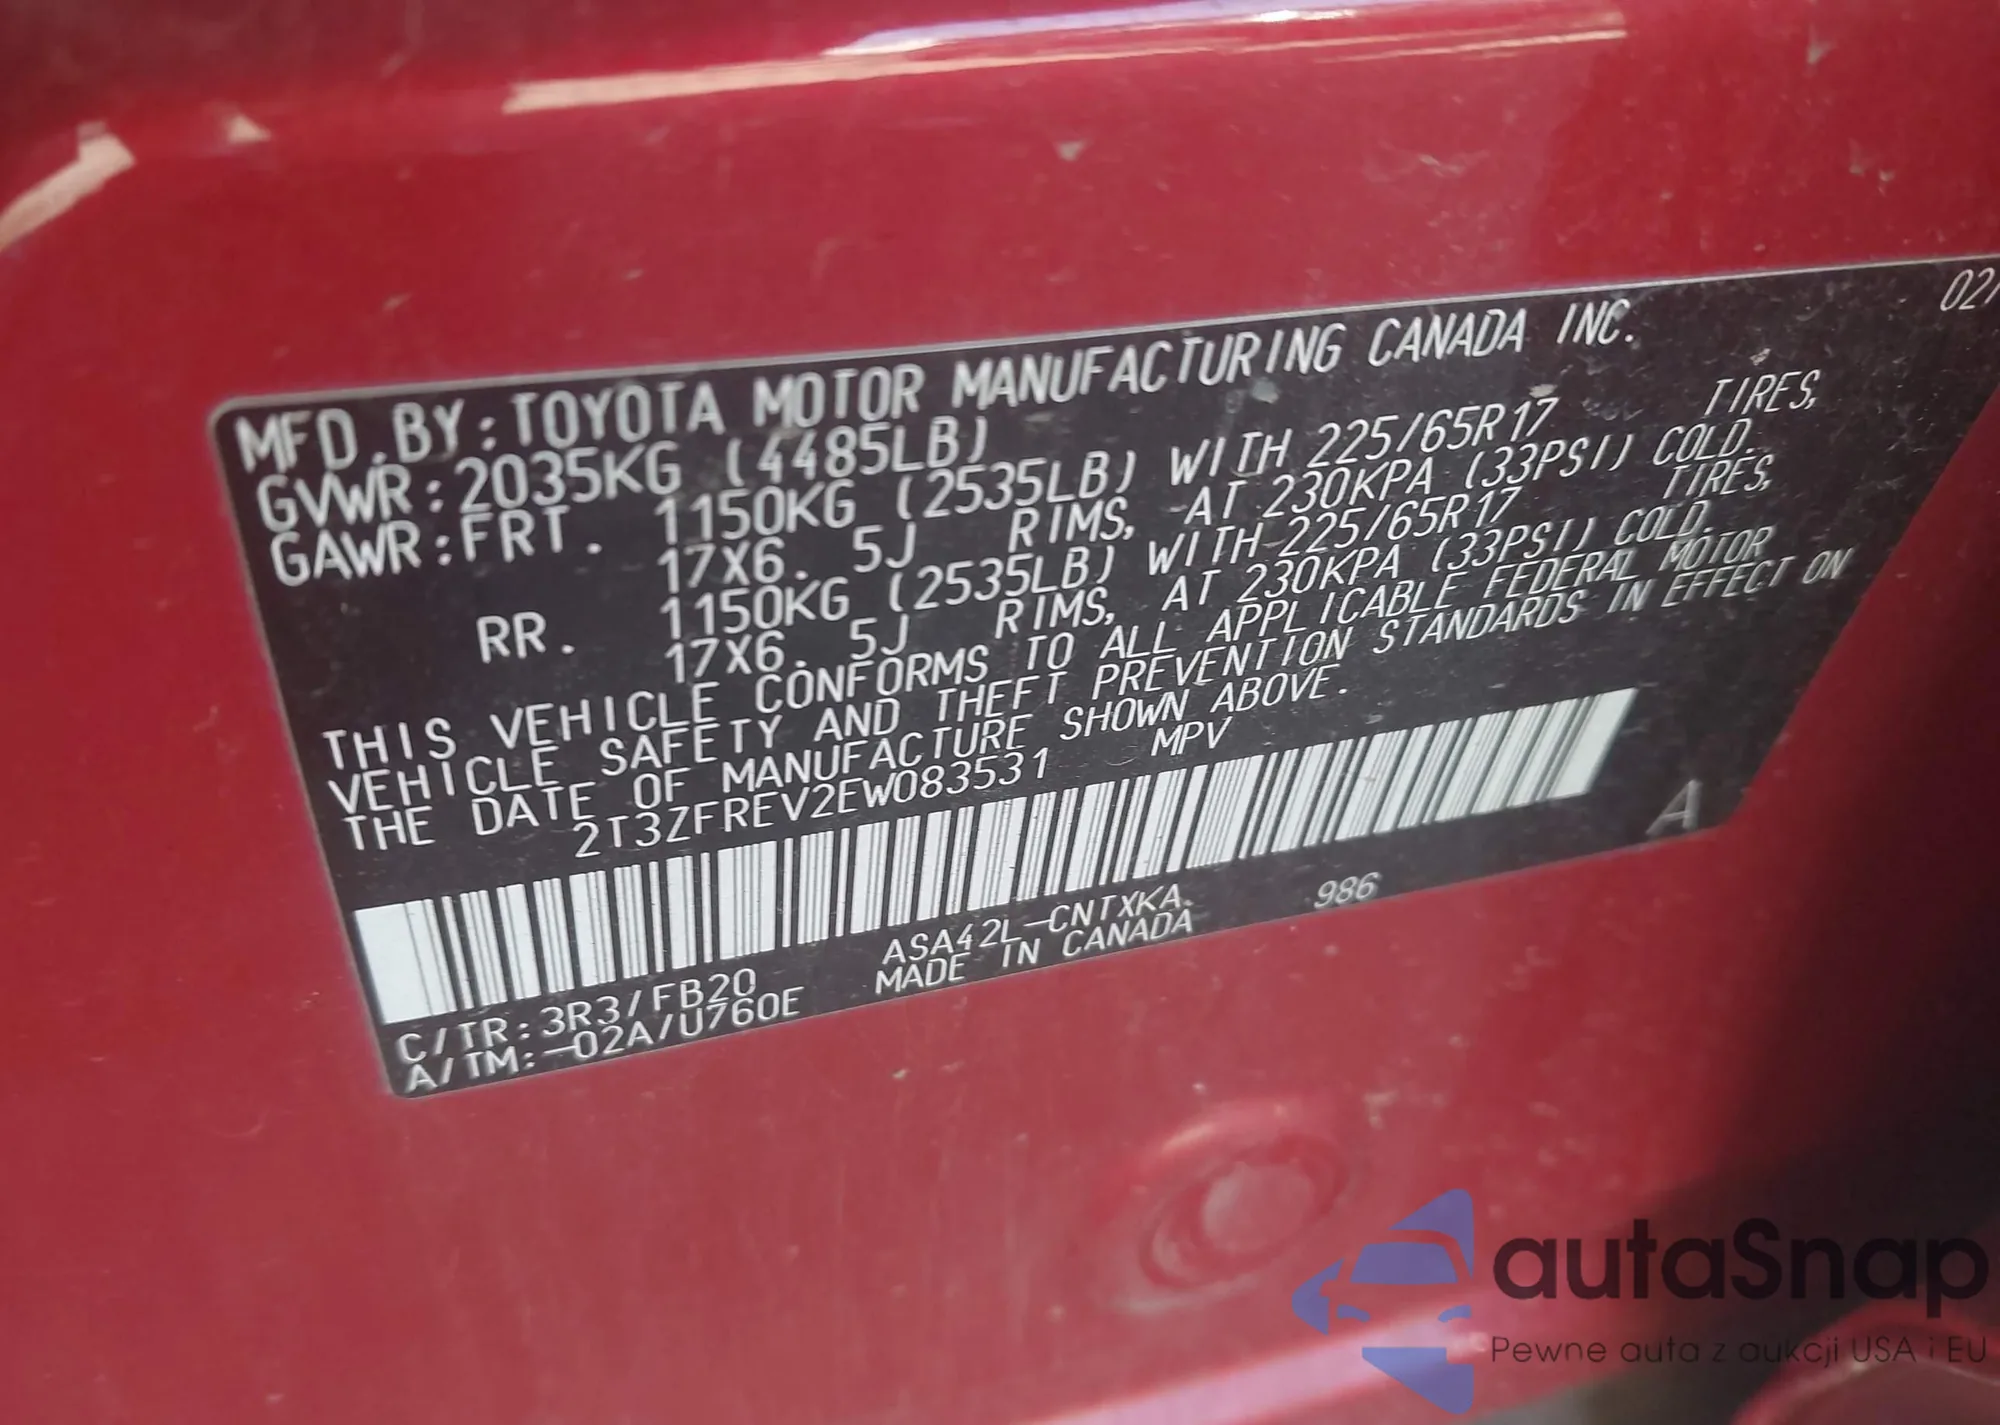 MFD. BY: TOYOTA MOTOR MANUFACTURING CANADA INC. 02/
GVWR: 2035KG (4485LB)
GAWR: FRT. 1150KG (2535LB) WITH 225/65R17 TIRES,
17X6.5J RIMS, AT 230KPA (33PSI) COLD.
RR. 1150KG (2535LB) WITH 225/65R17 TIRES,
17X6.5J RIMS, AT 230KPA (33PSI) COLD.
THIS VEHICLE CONFORMS TO ALL APPLICABLE FEDERAL MOTOR
VEHICLE SAFETY AND THEFT PREVENTION STANDARDS IN EFFECT ON
THE DATE OF MANUFACTURE SHOWN ABOVE.
2T3ZFREV2EW083531 MPV
A
C/TR: 3R3/FB20 ASA42L-CNTXKA 986
A/TM: -02A/U760E MADE IN CANADA
autaSnap
Pewne auta z aukcji USA i EU